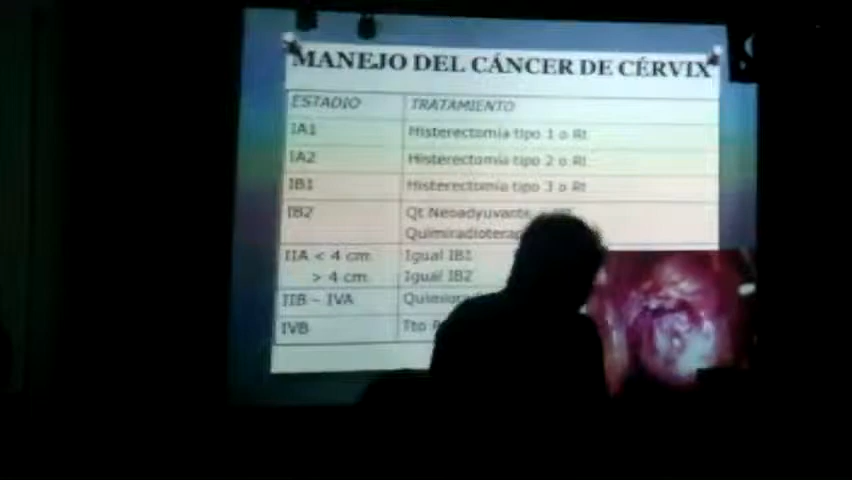 MANEJO DEL CÁNCER DE CÉRVIX
ESTADIO TRATAMIENTO
IA1 Histerectomía tipo 1 o Rt
IA2 Histerectomía tipo 2 o Rt
IB1 Histerectomía tipo 3 o Rt
IB2 Qt Neoadyuvante
IIA < 4 cm Igual IB1
> 4 cm Igual IB2
IIB – IVA
IVB Tto